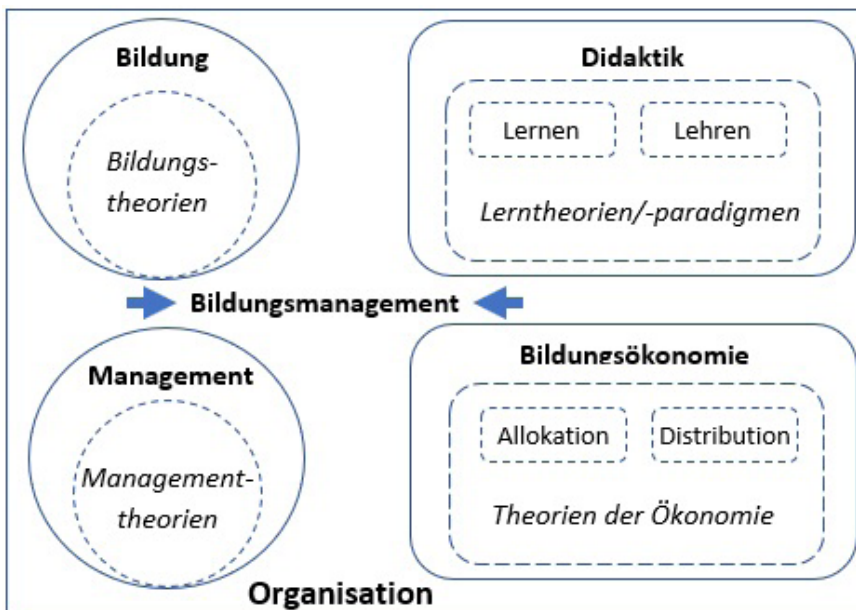 Bildung
Bildungs-
theorien
Didaktik
Lernen
Lehren
Lerntheorien/-paradigmen
Bildungsmanagement
Management
Management-
theorien
Bildungsökonomie
Allokation
Distribution
Theorien der Ökonomie
Organisation